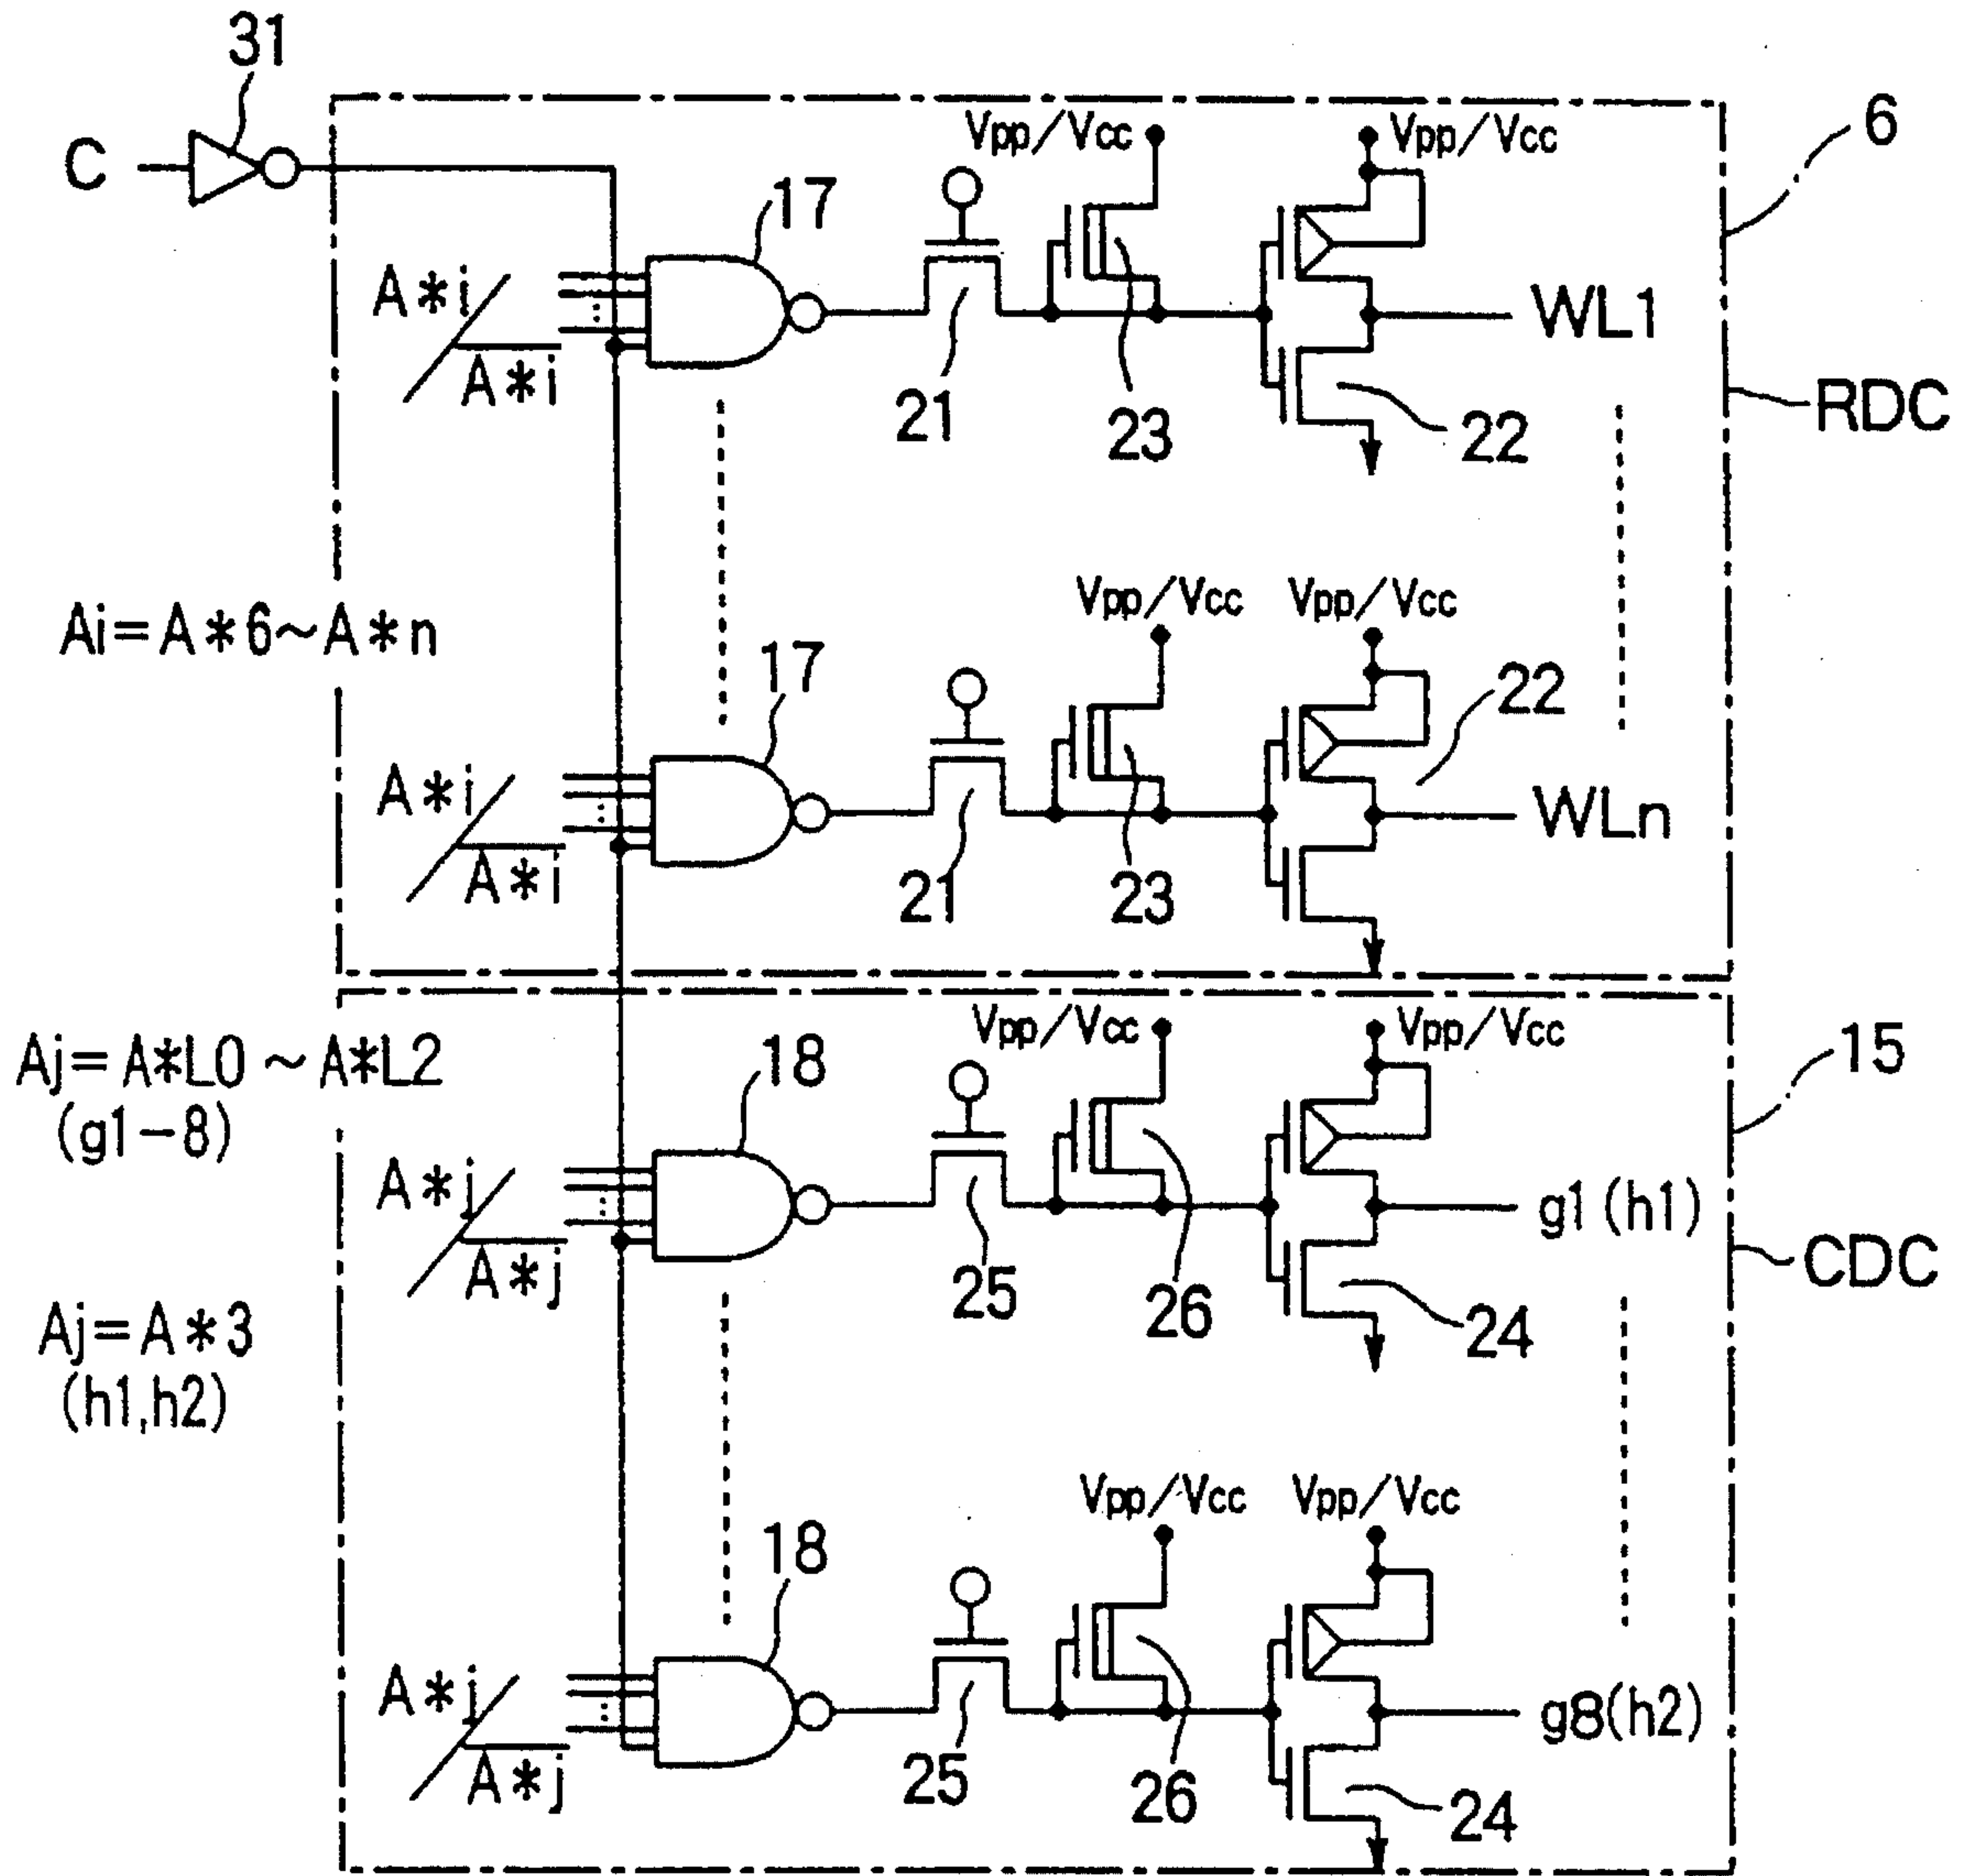 31
C
Vpp/Vcc
Vpp/Vcc
6
17
A*i
A*i
WL1
21
23
22
RDC
Ai=A*6~A*n
Vpp/Vcc
Vpp/Vcc
17
22
A*i
A*i
WLn
21
23
Aj=A*L0~A*L2
(g1-8)
Vpp/Vcc
Vpp/Vcc
15
18
A*j
A*j
g1(h1)
25
26
24
CDC
Aj=A*3
(h1,h2)
Vpp/Vcc
Vpp/Vcc
18
A*j
A*j
g8(h2)
25
26
24